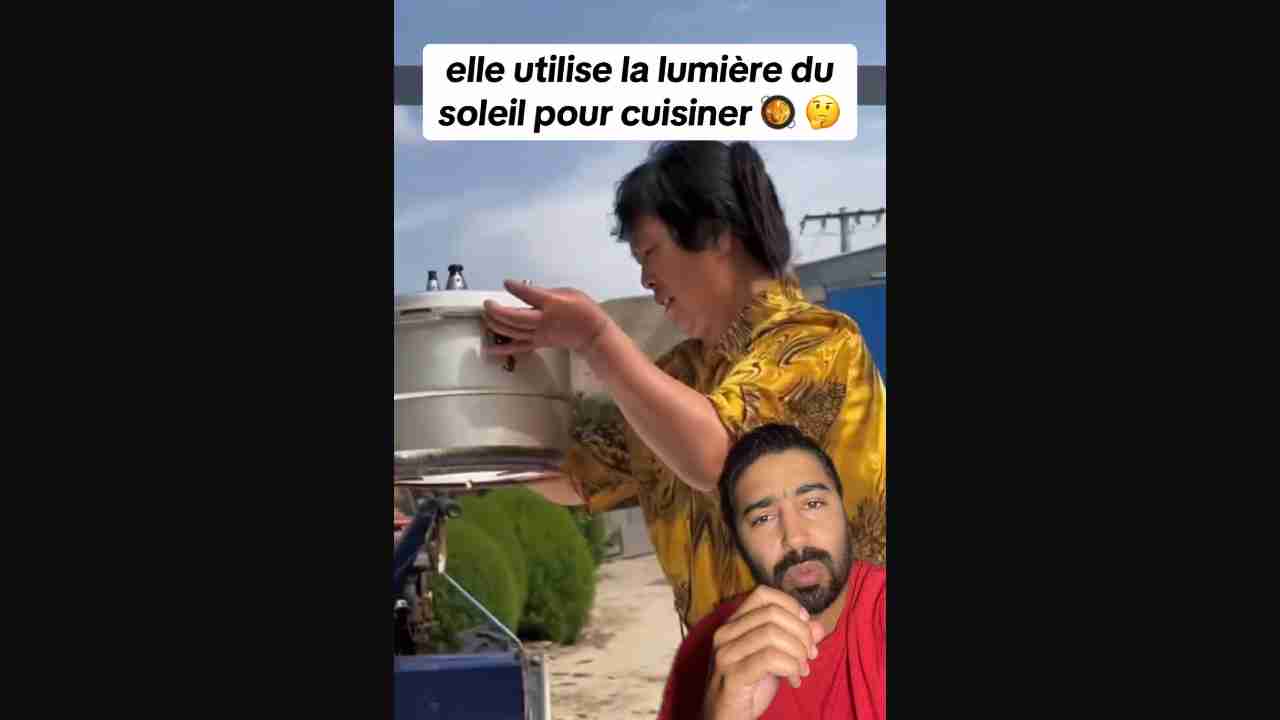 elle utilise la lumière du
soleil pour cuisiner 🥘 🤔